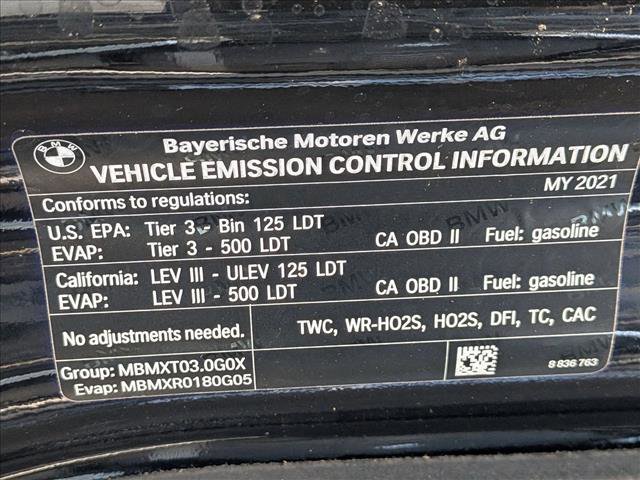 BMW
Bayerische Motoren Werke AG
VEHICLE EMISSION CONTROL INFORMATION
Conforms to regulations: MY 2021
U.S. EPA: Tier 3 - Bin 125 LDT
EVAP: Tier 3 - 500 LDT CA OBD II Fuel: gasoline
California: LEV III - ULEV 125 LDT
EVAP: LEV III - 500 LDT CA OBD II Fuel: gasoline
No adjustments needed. TWC, WR-HO2S, HO2S, DFI, TC, CAC
Group: MBMXT03.0G0X
Evap: MBMXR0180G05 8 836 763